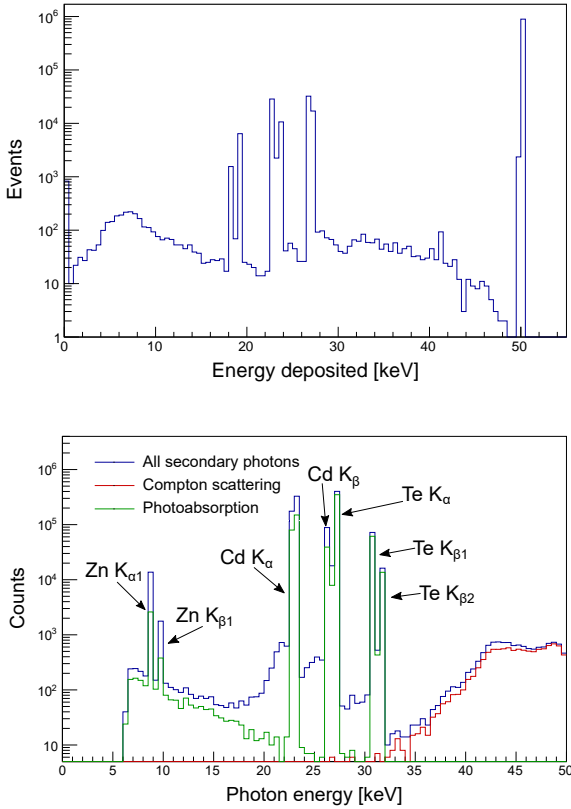 10⁶
10⁵
10⁴
10³
10²
10
1
Events
0 10 20 30 40 50
Energy deposited [keV]
All secondary photons
Compton scattering
Photoabsorption
Cd Kβ
Te Kα
Te Kβ1
Te Kβ2
Cd Kα
Zn Kα1
Zn Kβ1
10⁶
10⁵
10⁴
10³
10²
10
Counts
0 5 10 15 20 25 30 35 40 45 50
Photon energy [keV]